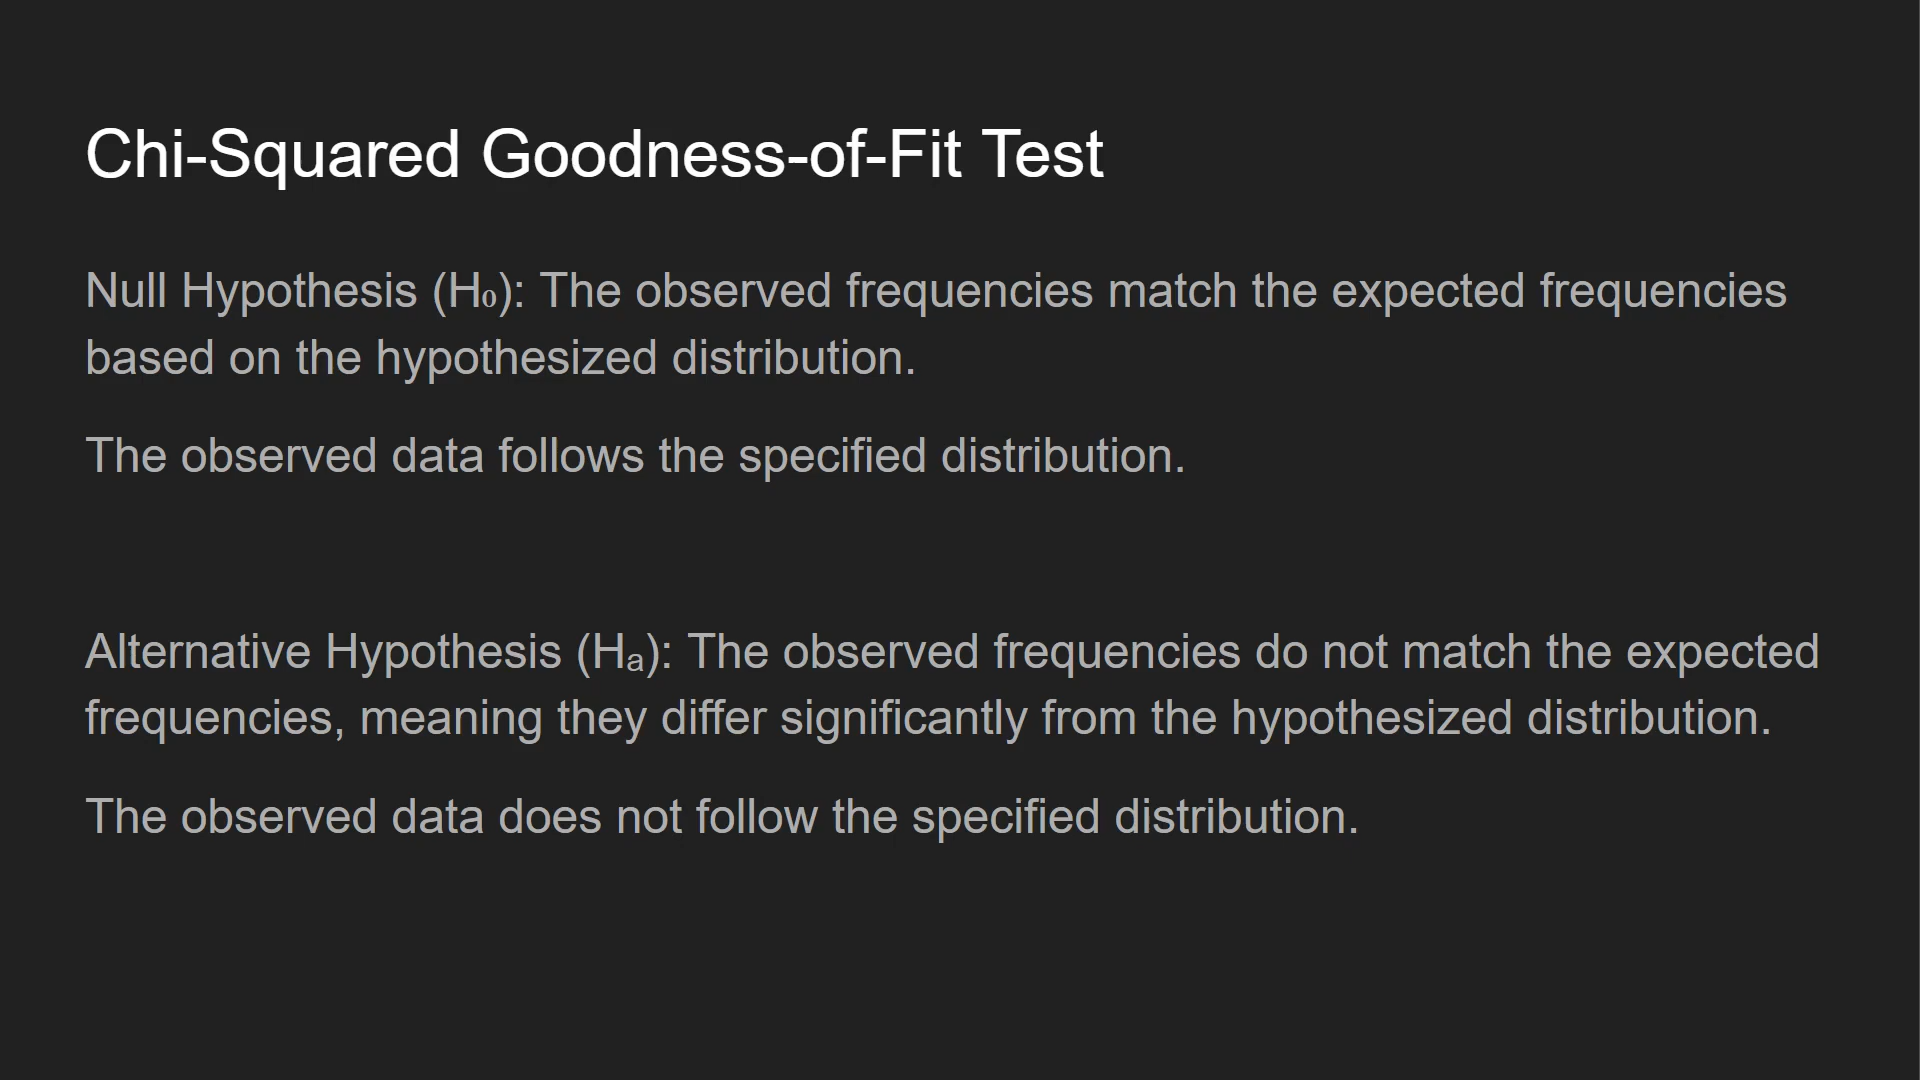 Chi-Squared Goodness-of-Fit Test
Null Hypothesis (H₀): The observed frequencies match the expected frequencies
based on the hypothesized distribution.
The observed data follows the specified distribution.
Alternative Hypothesis (Hₐ): The observed frequencies do not match the expected
frequencies, meaning they differ significantly from the hypothesized distribution.
The observed data does not follow the specified distribution.